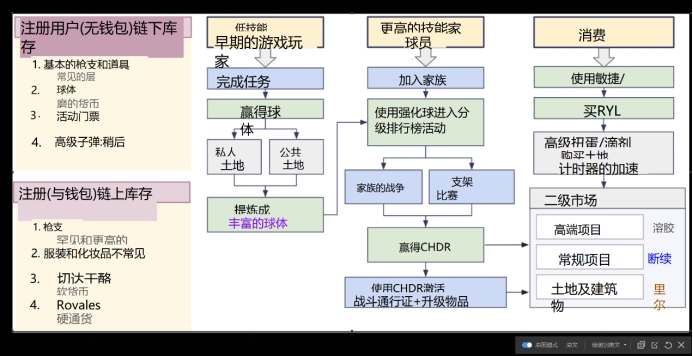 注册用户(无钱包)链下库
存
1. 基本的枪支和道具
常见的层
2. 球体
磨的货币
3. 活动门票
4. 高级子弹:稍后
注册(与钱包)链上库存
1. 枪支
罕见和更高的
2. 服装和化妆品不常见
3. 切达干酪
软货币
4. Rovales
硬通货
低技能
早期的游戏玩
家
完成任务
赢得球
体
私人
土地
公共
土地
提炼成
丰富的球体
更高的技能家
球员
加入家族
使用强化球进入分
级排行榜活动
家族的战争
支架
比赛
赢得CHDR
使用CHDR激活
战斗通行证+升级物品
消费
使用敏捷/
买RYL
高级扭蛋/滴剂
购买土地
计时器的加速
二级市场
高端项目
溶胶
常规项目
断续
土地及建筑
物
里
尔